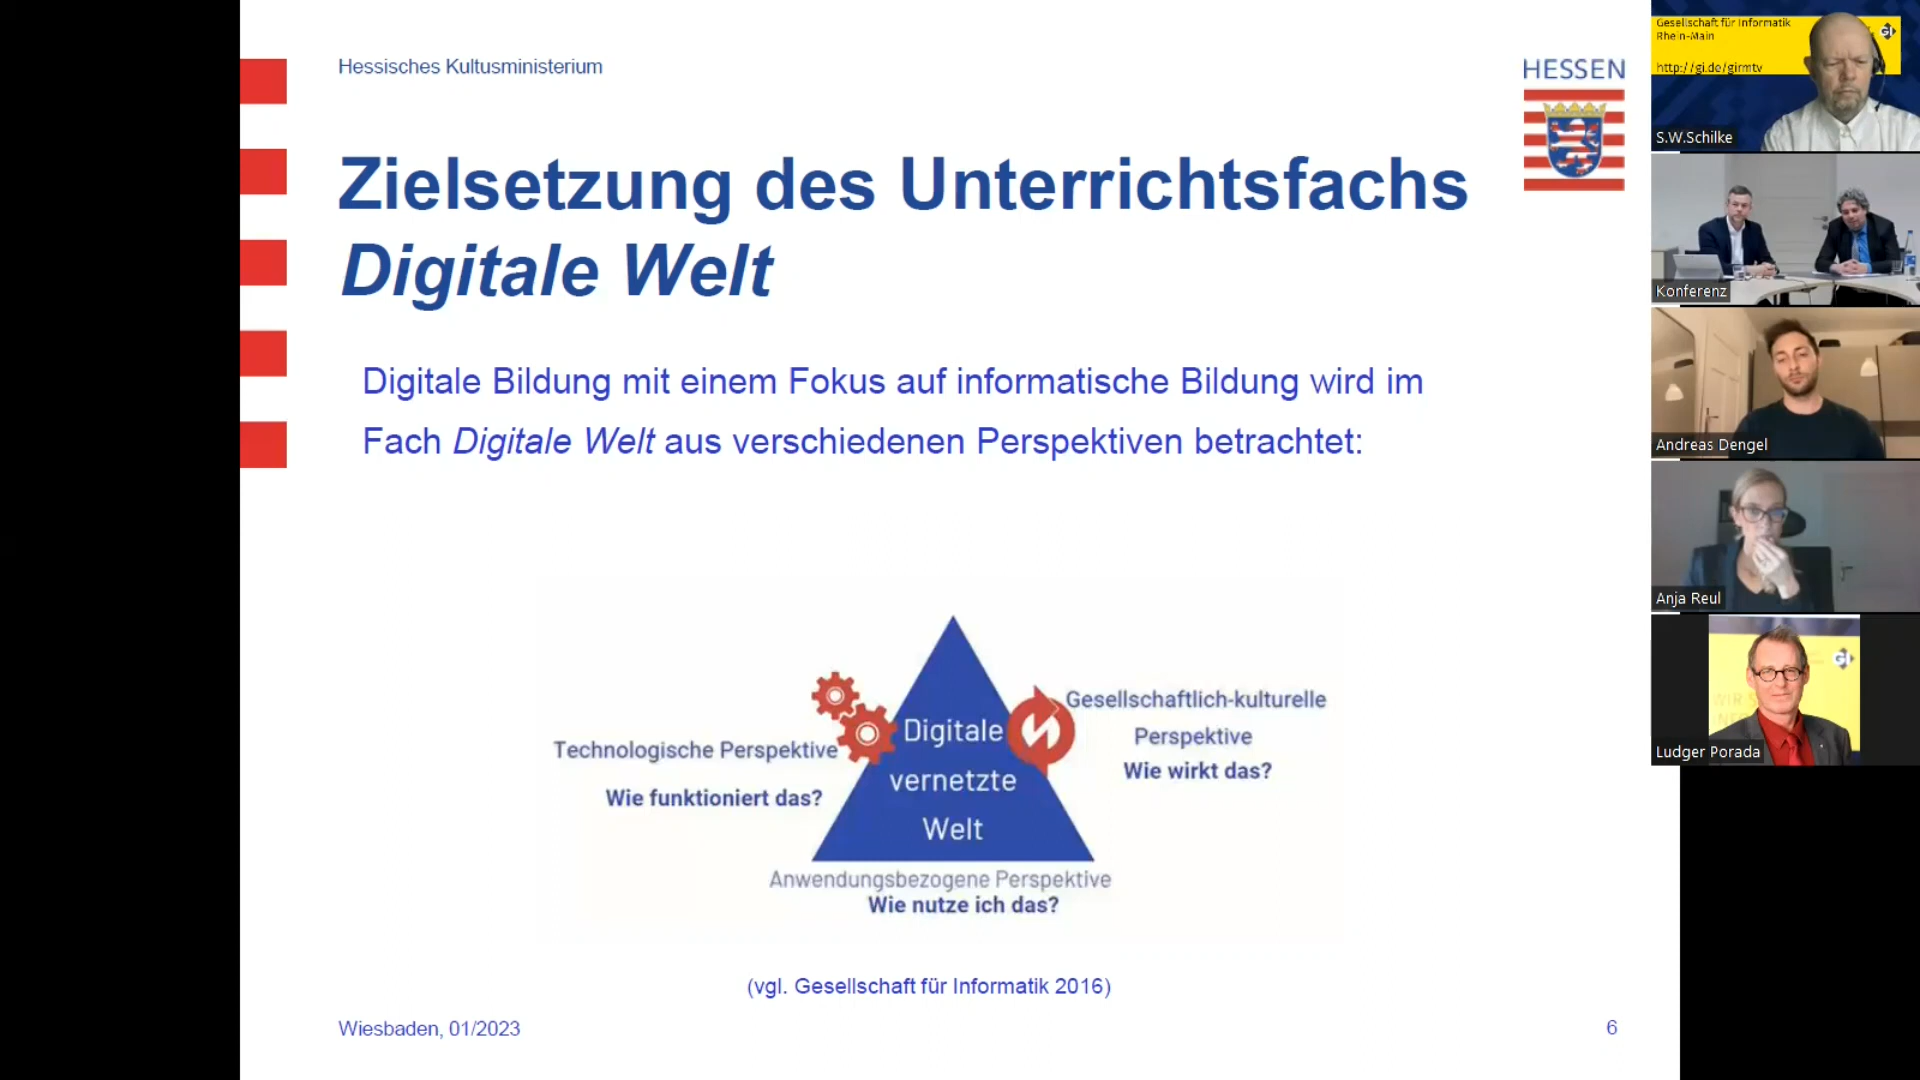 Hessisches Kultusministerium
HESSEN
Zielsetzung des Unterrichtsfachs
Digitale Welt
Digitale Bildung mit einem Fokus auf informatische Bildung wird im
Fach Digitale Welt aus verschiedenen Perspektiven betrachtet:
Technologische Perspektive
Wie funktioniert das?
Digitale
vernetzte
Welt
Gesellschaftlich-kulturelle
Perspektive
Wie wirkt das?
Anwendungsbezogene Perspektive
Wie nutze ich das?
(vgl. Gesellschaft für Informatik 2016)
Wiesbaden, 01/2023
6
Gesellschaft für Informatik
Rhein-Main
http://gi.de/girmtv
GI
S.W.Schilke
Konferenz
Andreas Dengel
Anja Reul
GI
Ludger Porada